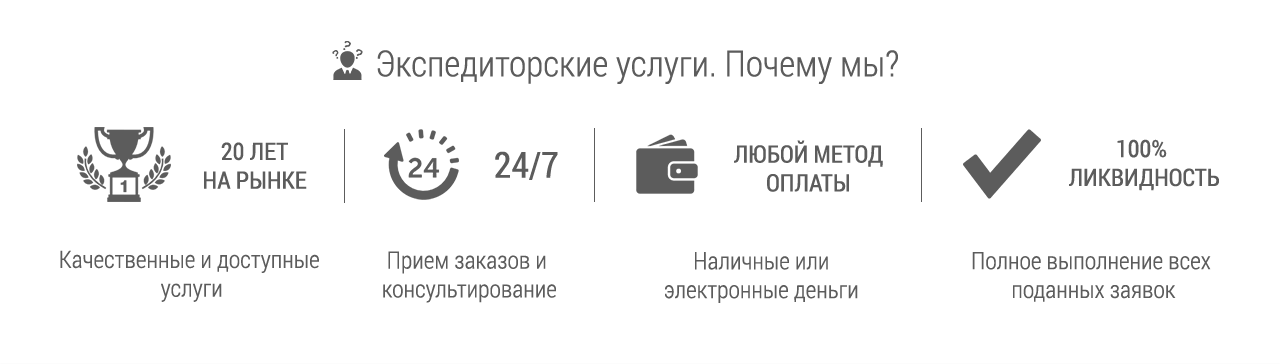 Экспедиторские услуги. Почему мы?
1
20 ЛЕТ
НА РЫНКЕ
24
24/7
ЛЮБОЙ МЕТОД
ОПЛАТЫ
100%
ЛИКВИДНОСТЬ
Качественные и доступные
услуги
Прием заказов и
консультирование
Наличные или
электронные деньги
Полное выполнение всех
поданных заявок